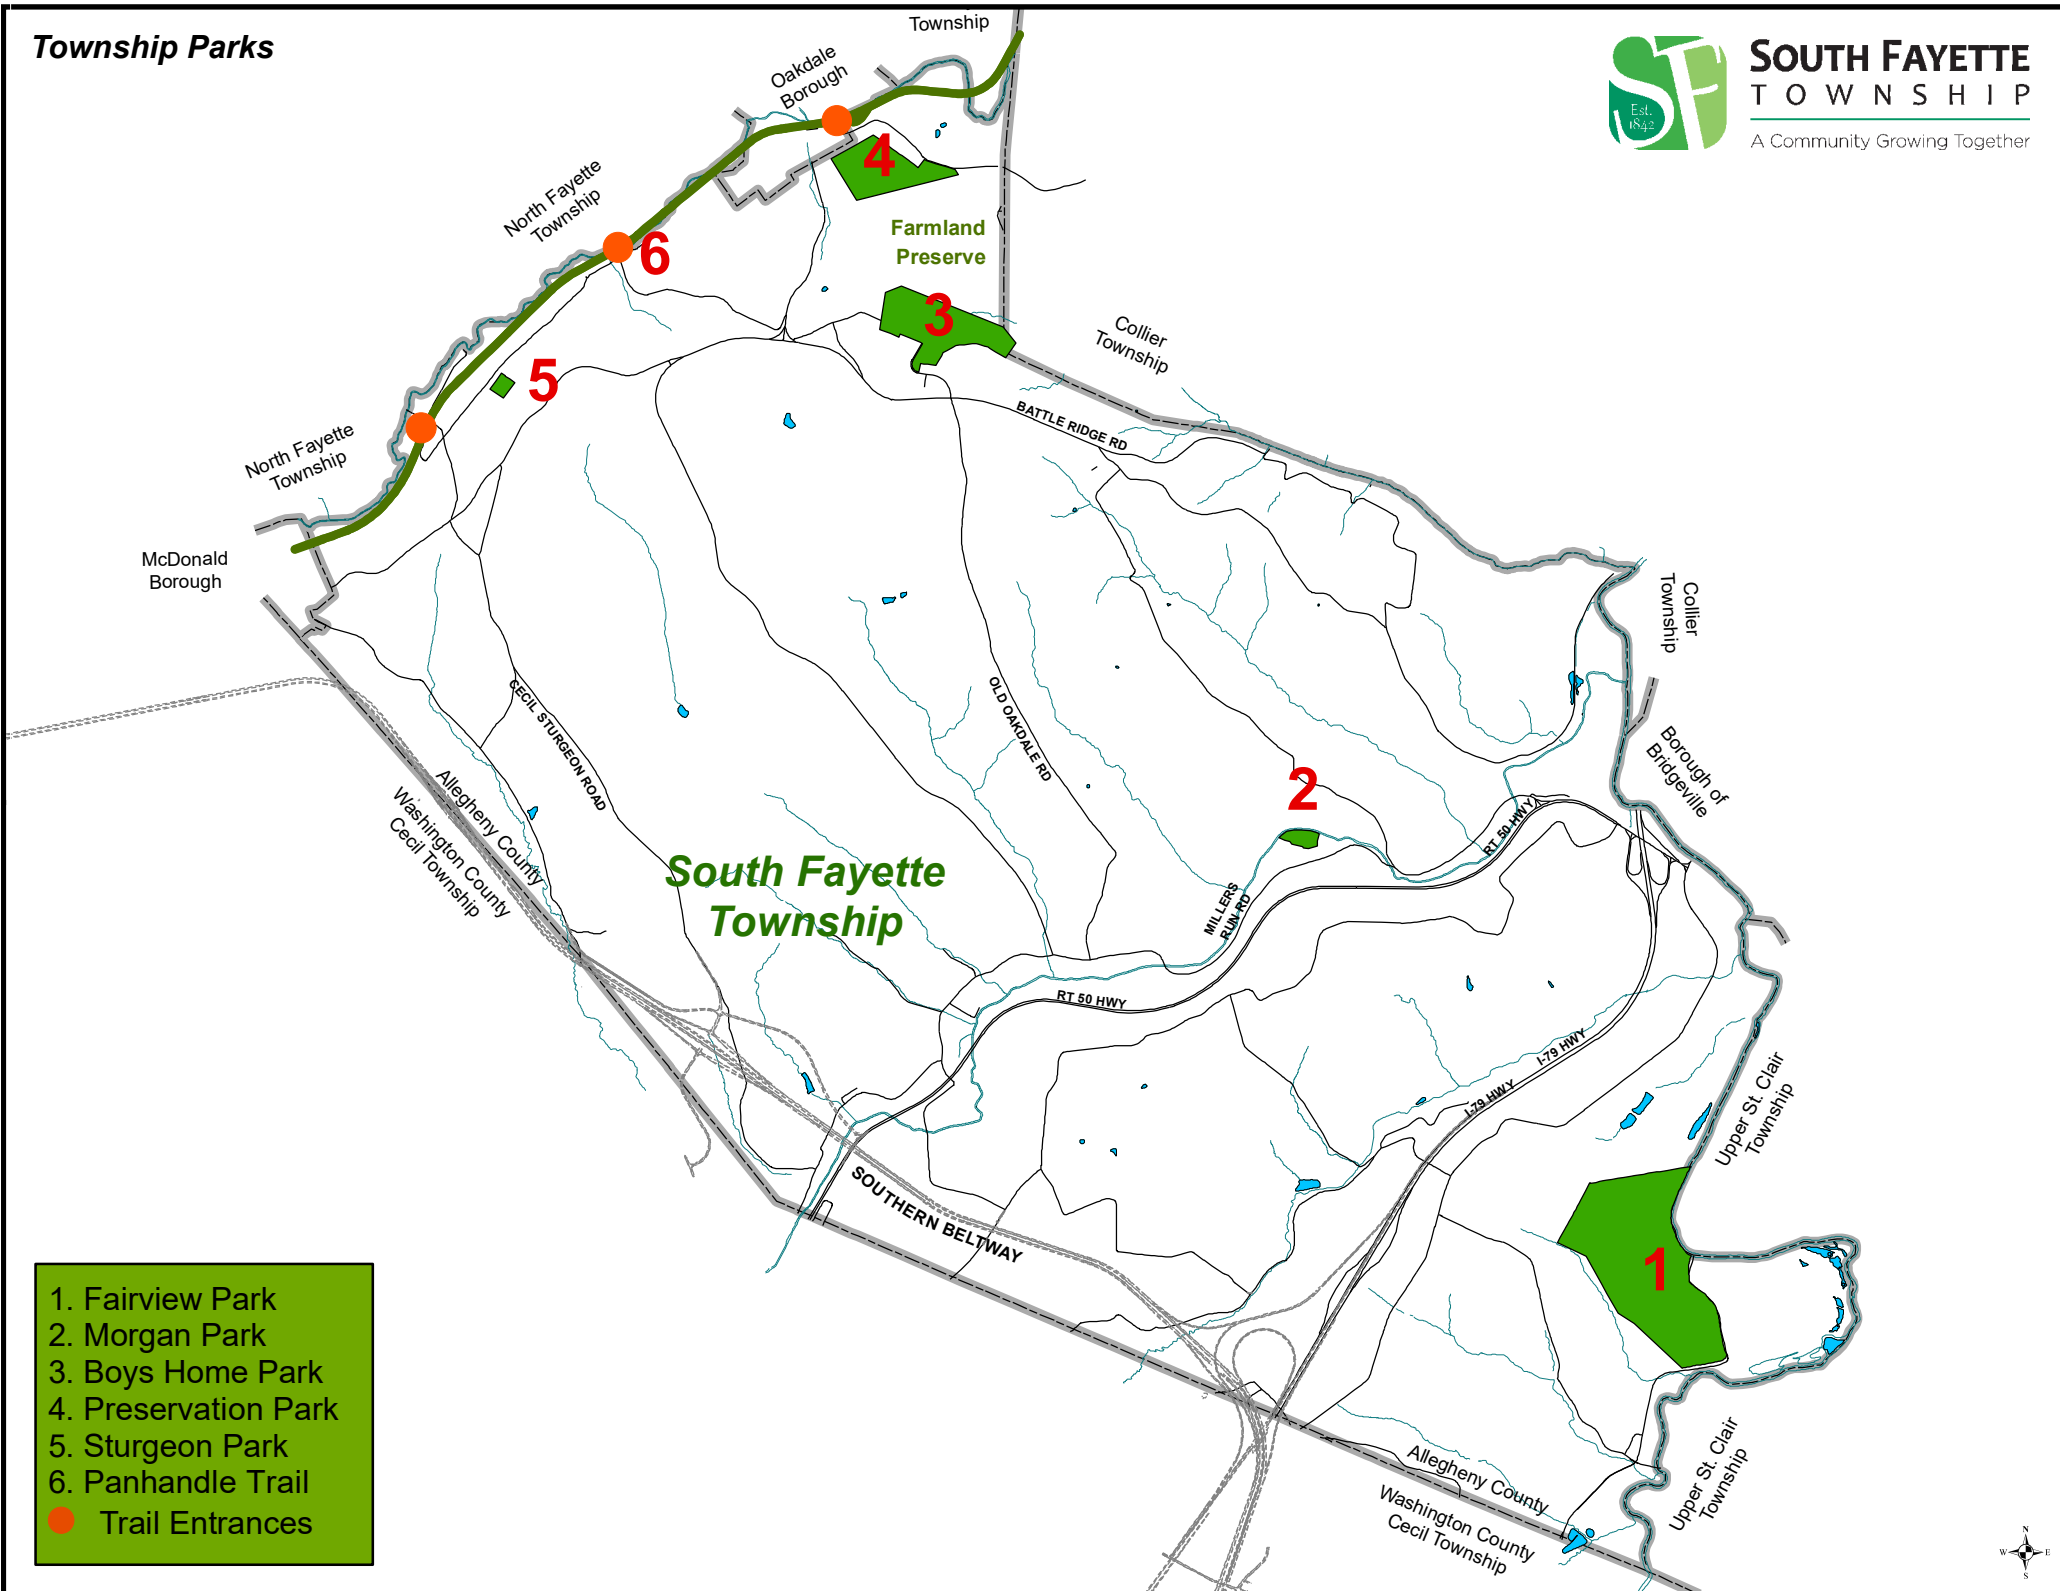 Township Parks
Township
Oakdale
Borough
SOUTH FAYETTE
TOWNSHIP
A Community Growing Together
Est.
1842
SF
4
North Fayette
Township
6
Farmland
Preserve
3
Collier
Township
5
BATTLE RIDGE RD
North Fayette
Township
McDonald
Borough
Collier
Township
CECIL STURGEON ROAD
OLD OAKDALE RD
2
Borough of
Bridgeville
RT 50 HWY
Allegheny County
Washington County
Cecil Township
South Fayette
Township
MILLERS
RUN RD
RT 50 HWY
I-79 HWY
I-79 HWY
Upper St. Clair
Township
SOUTHERN BELTWAY
1
1. Fairview Park
2. Morgan Park
3. Boys Home Park
4. Preservation Park
5. Sturgeon Park
6. Panhandle Trail
Trail Entrances
Allegheny County
Washington County
Cecil Township
Upper St. Clair
Township
N
W E
S